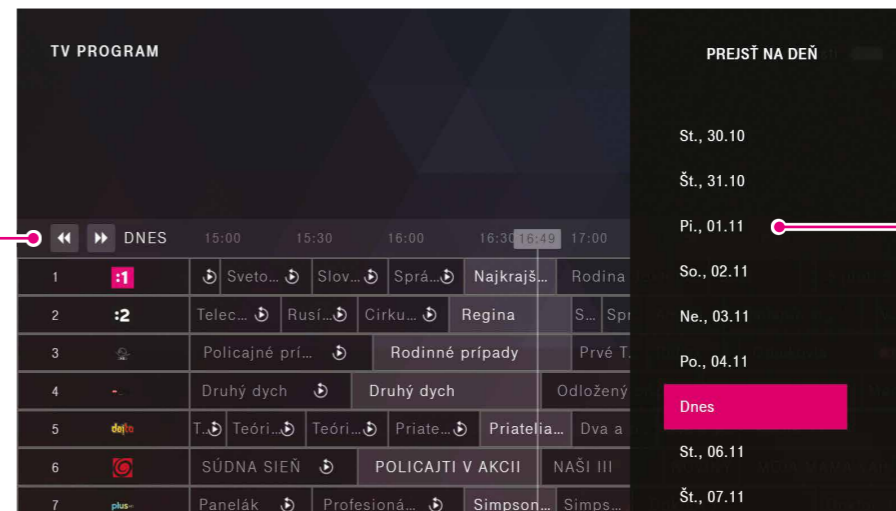 TV PROGRAM
PREJSŤ NA DEŇ
St., 30.10
Št., 31.10
Pi., 01.11
So., 02.11
Ne., 03.11
Po., 04.11
Dnes
St., 06.11
Št., 07.11
DNES 15:00 15:30 16:00 16:30 16:49 17:00
1 :1 Sveto... Slov... Sprá... Najkrajš... Rodina
2 :2 Telec... Rusí... Cirku... Regina S... Spr
3 Policajné prí... Rodinné prípady Prvé T.
4 Druhý dych Druhý dych Odložený
5 dajto T... Teóri... Teóri... Priate... Priatelia... Dva a
6 SÚDNA SIEŇ POLICAJTI V AKCII NAŠI III
7 plus Panelák Profesioná... Simpson... Simps...